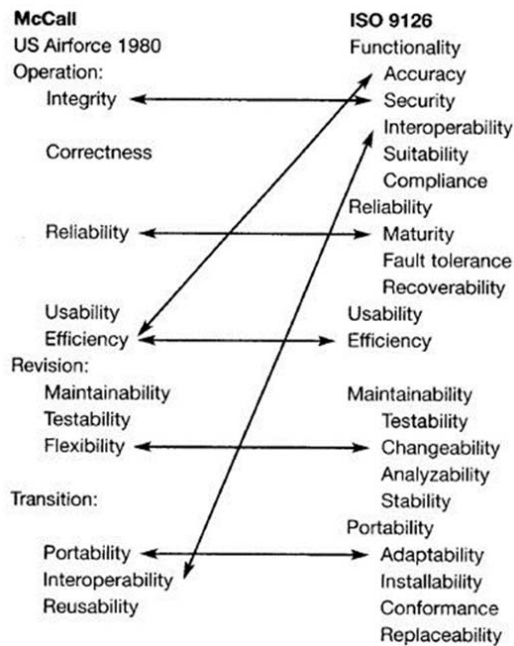 McCall
US Airforce 1980
Operation:
Integrity
Correctness
Reliability
Usability
Efficiency
Revision:
Maintainability
Testability
Flexibility
Transition:
Portability
Interoperability
Reusability
ISO 9126
Functionality
Accuracy
Security
Interoperability
Suitability
Compliance
Reliability
Maturity
Fault tolerance
Recoverability
Usability
Efficiency
Maintainability
Testability
Changeability
Analyzability
Stability
Portability
Adaptability
Installability
Conformance
Replaceability